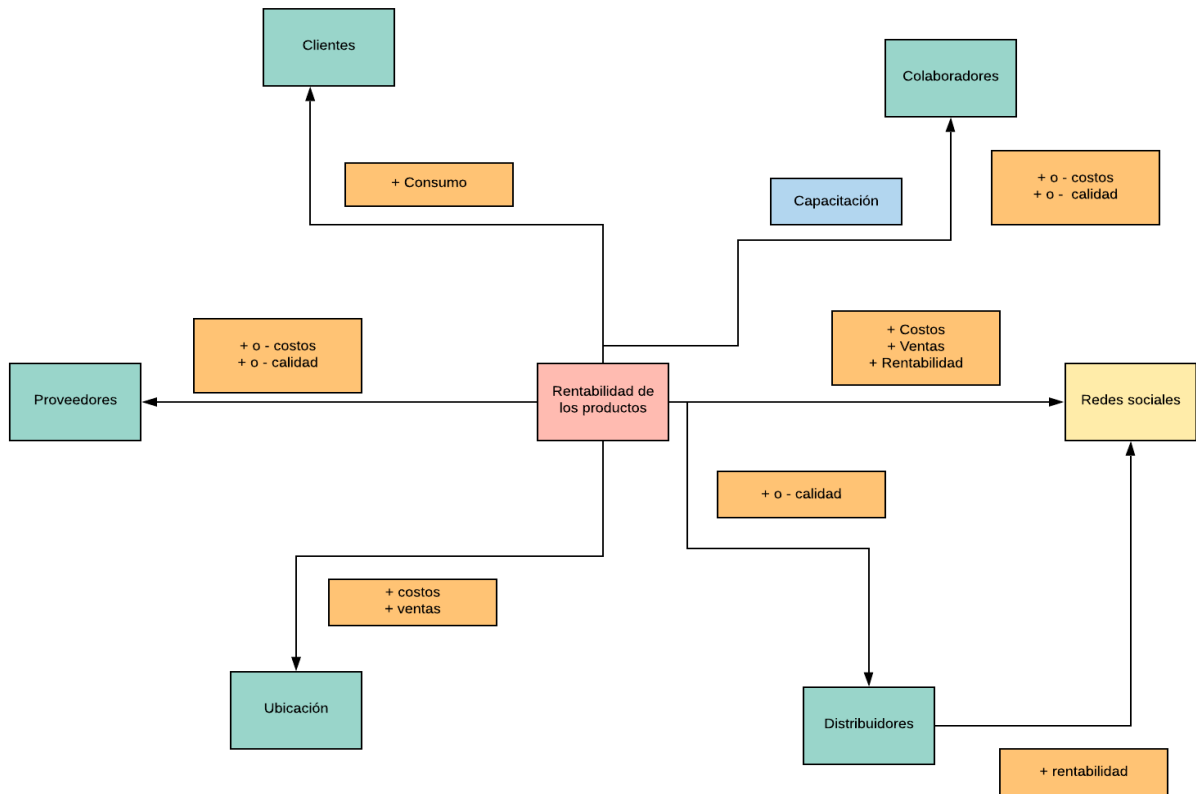 Clientes
Colaboradores
+ Consumo
Capacitación
+ o - costos
+ o - calidad
+ o - costos
+ o - calidad
+ Costos
+ Ventas
+ Rentabilidad
Proveedores
Rentabilidad de
los productos
Redes sociales
+ o - calidad
+ costos
+ ventas
Ubicación
Distribuidores
+ rentabilidad